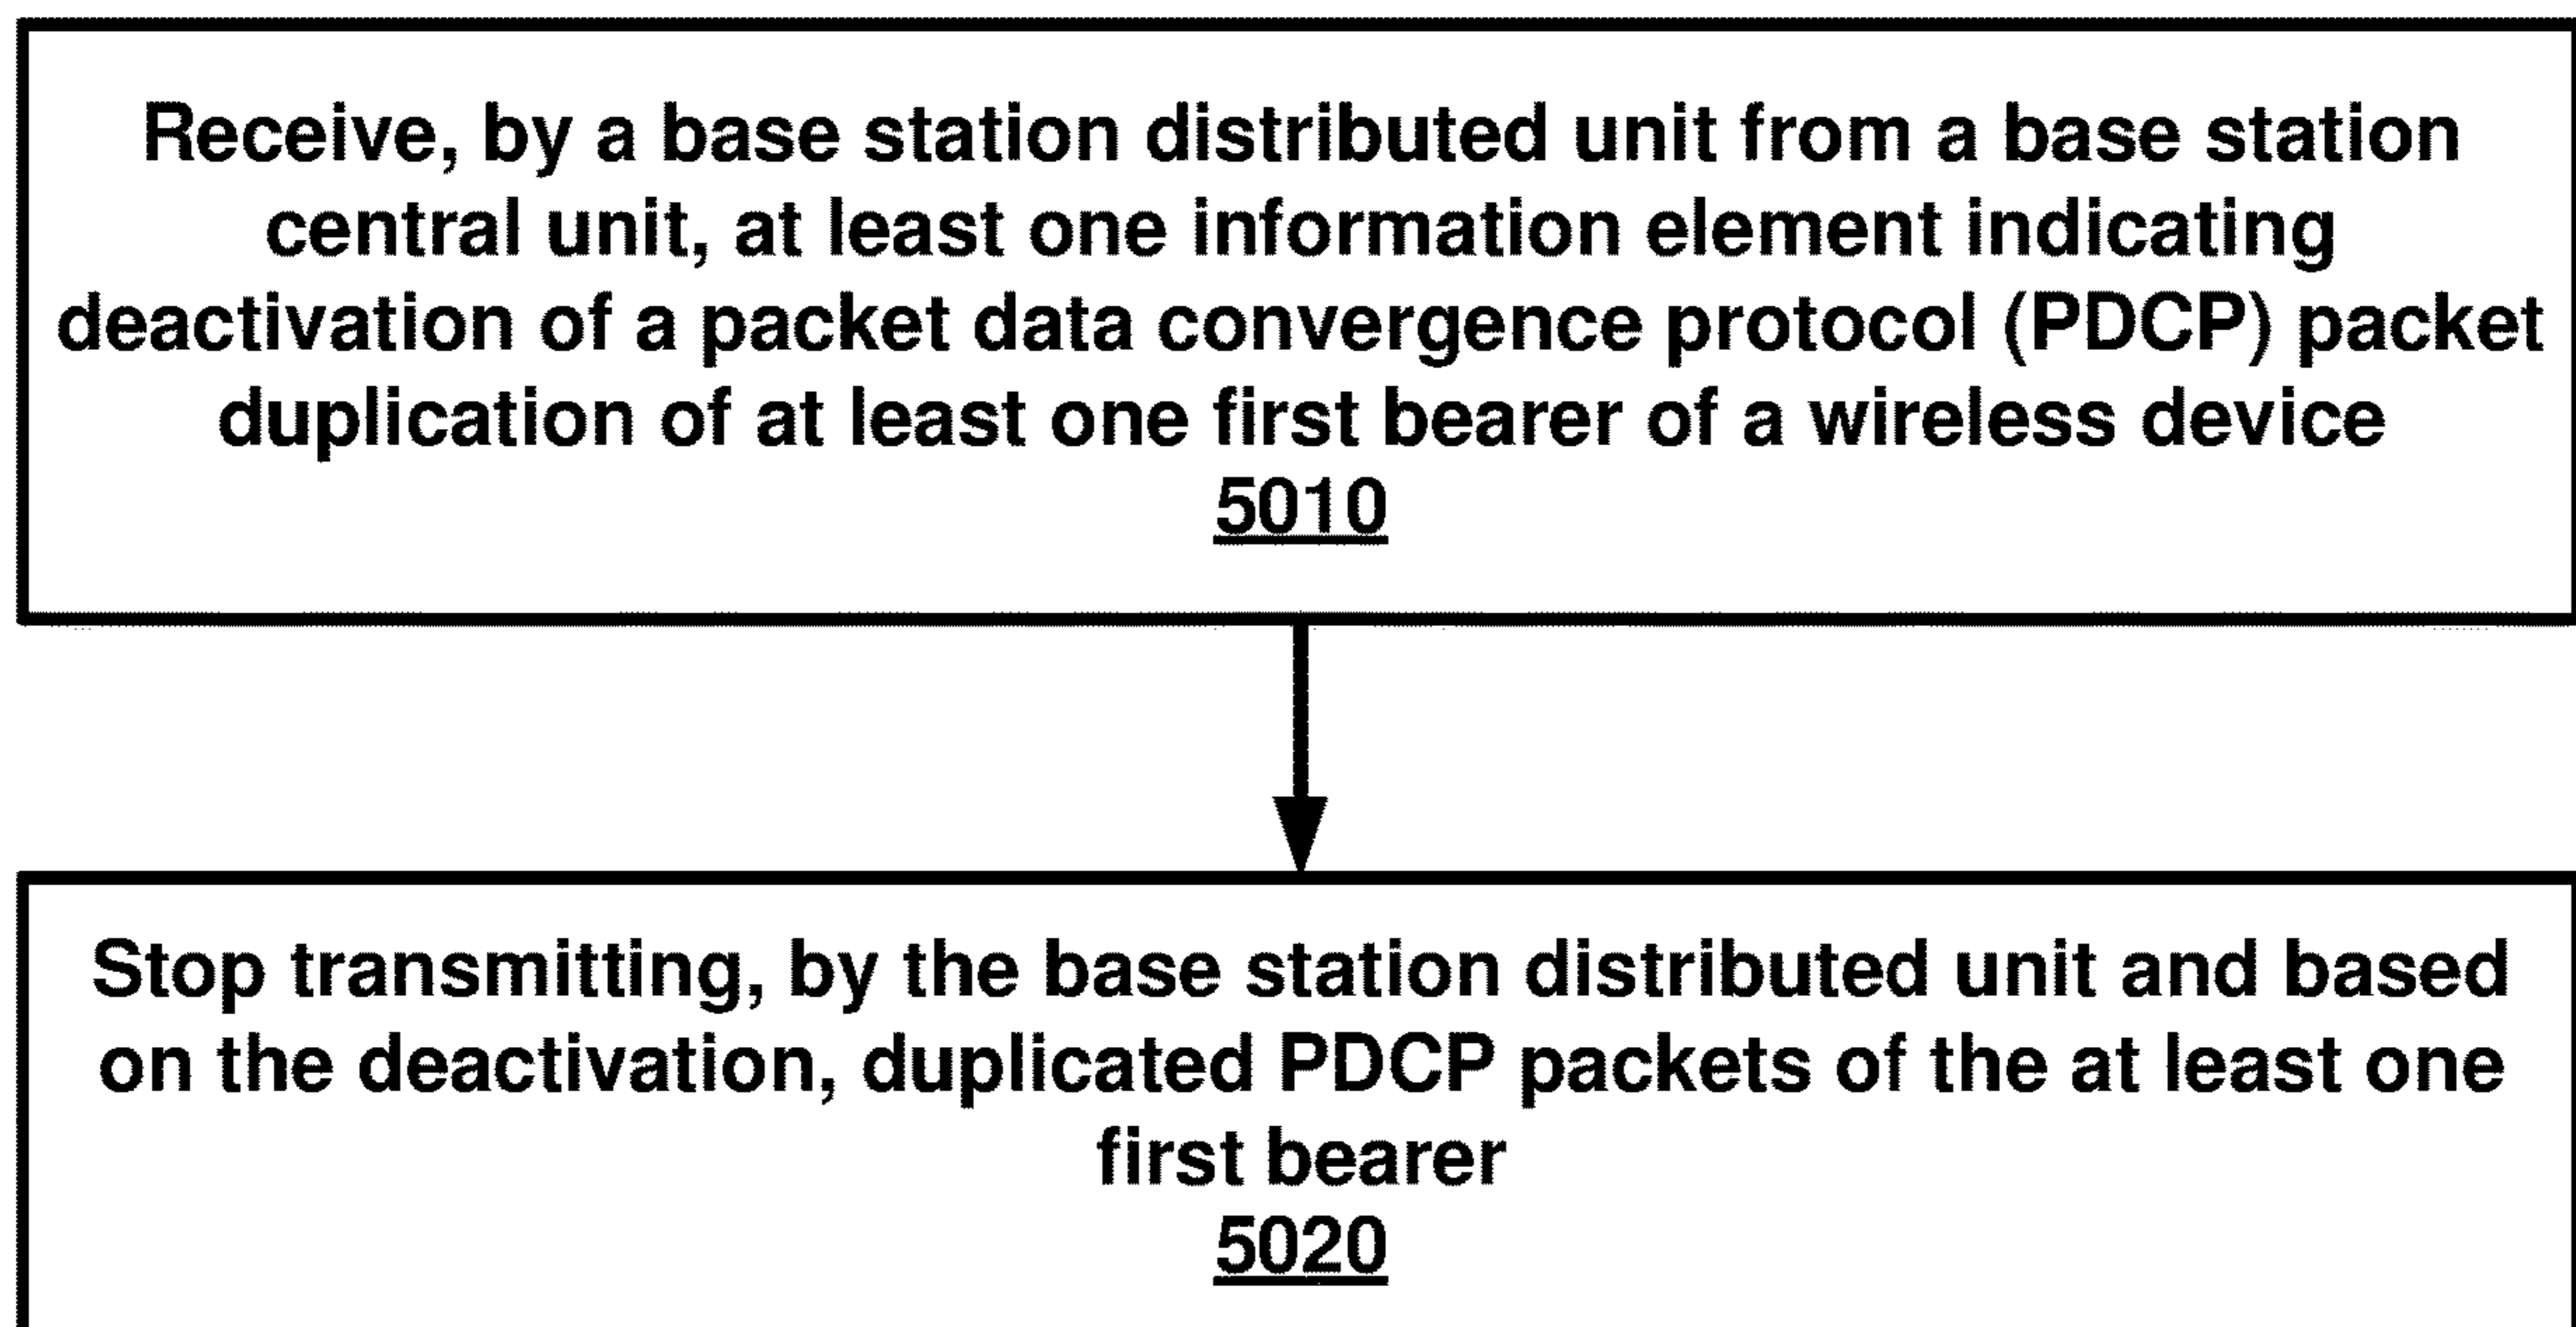 Receive, by a base station distributed unit from a base station
central unit, at least one information element indicating
deactivation of a packet data convergence protocol (PDCP) packet
duplication of at least one first bearer of a wireless device
5010
Stop transmitting, by the base station distributed unit and based
on the deactivation, duplicated PDCP packets of the at least one
first bearer
5020